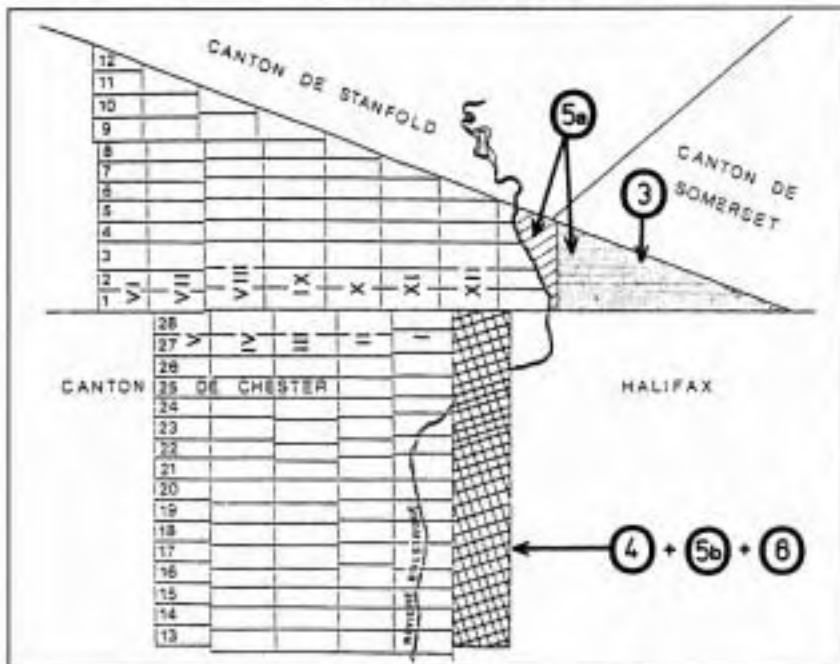 CANTON DE STANFOLD
CANTON DE
SOMERSET
5a
3
12
11
10
9
8
7
6
5
4
3
2
1
VI
VII
VIII
IX
X
XI
XII
28
27
26
25
24
23
22
21
20
19
18
17
16
15
14
13
V
IV
III
II
I
CANTON DE CHESTER
HALIFAX
RIVIERE
4 + 5b + 6